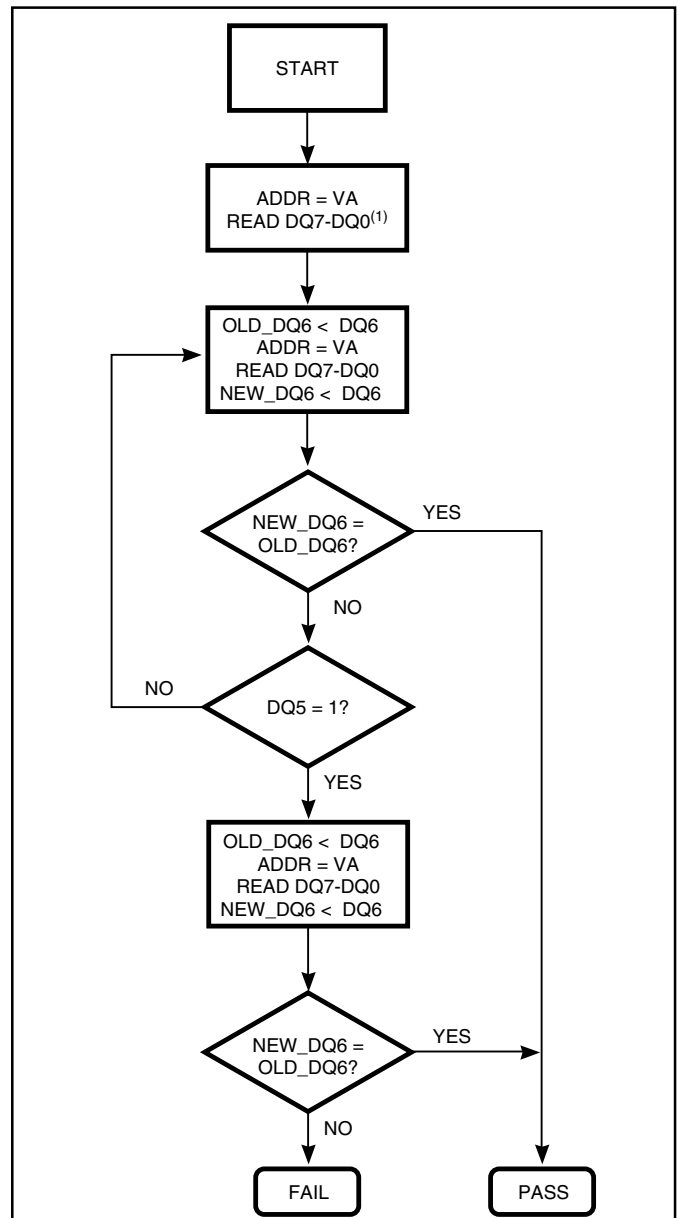 START
ADDR = VA
READ DQ7-DQ0(1)
OLD_DQ6 < DQ6
ADDR = VA
READ DQ7-DQ0
NEW_DQ6 < DQ6
NEW_DQ6 =
OLD_DQ6?
YES
NO
NO
DQ5 = 1?
YES
OLD_DQ6 < DQ6
ADDR = VA
READ DQ7-DQ0
NEW_DQ6 < DQ6
NEW_DQ6 =
OLD_DQ6?
YES
NO
FAIL
PASS